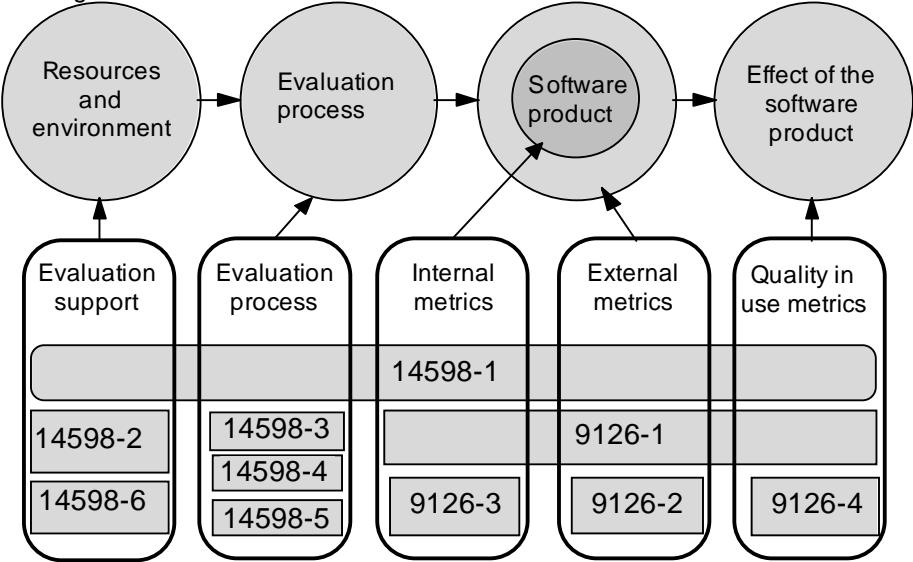 Resources
and
environment
Evaluation
process
Software
product
Effect of the
software
product
Evaluation
support
Evaluation
process
Internal
metrics
External
metrics
Quality in
use metrics
14598-1
14598-2
14598-3
9126-1
14598-4
14598-6
14598-5
9126-3
9126-2
9126-4